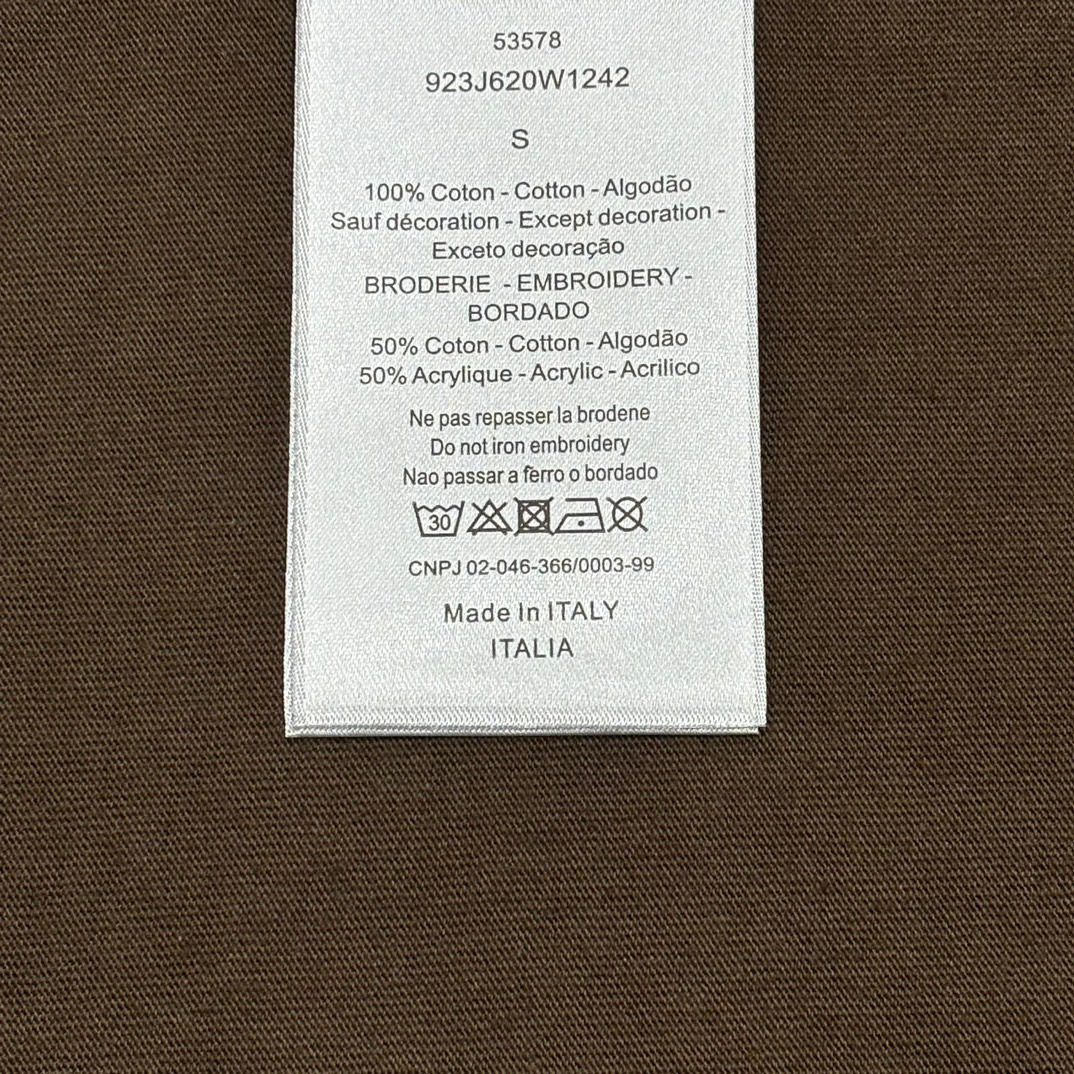 53578
923J620W1242
S
100% Coton - Cotton - Algodão
Sauf décoration - Except decoration -
Exceto decoração
BRODERIE - EMBROIDERY -
BORDADO
50% Coton - Cotton - Algodão
50% Acrylique - Acrylic - Acrilico
Ne pas repasser la brodene
Do not iron embroidery
Nao passar a ferro o bordado
30
CNPJ 02-046-366/0003-99
Made In ITALY
ITALIA